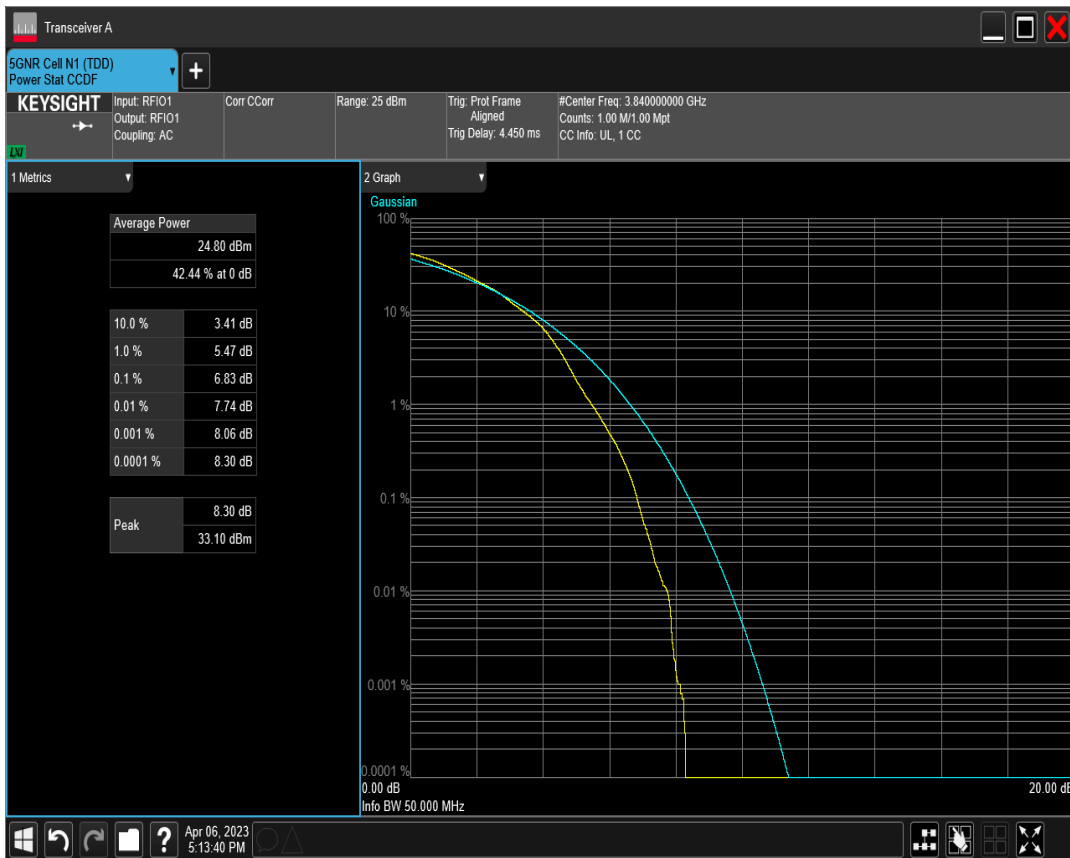 Transceiver A
5GNR Cell N1 (TDD)
Power Stat CCDF
+
KEYSIGHT
LXI
Input: RFIO1
Output: RFIO1
Coupling: AC
Corr CCorr
Range: 25 dBm
Trig: Prot Frame
Aligned
Trig Delay: 4.450 ms
#Center Freq: 3.840000000 GHz
Counts: 1.00 M/1.00 Mpt
CC Info: UL, 1 CC
1 Metrics
Average Power
24.80 dBm
42.44 % at 0 dB
10.0 % 3.41 dB
1.0 % 5.47 dB
0.1 % 6.83 dB
0.01 % 7.74 dB
0.001 % 8.06 dB
0.0001 % 8.30 dB
Peak 8.30 dB
33.10 dBm
2 Graph
Gaussian
100 %
10 %
1 %
0.1 %
0.01 %
0.001 %
0.0001 %
0.00 dB 20.00 dB
Info BW 50.000 MHz
?
Apr 06, 2023
5:13:40 PM